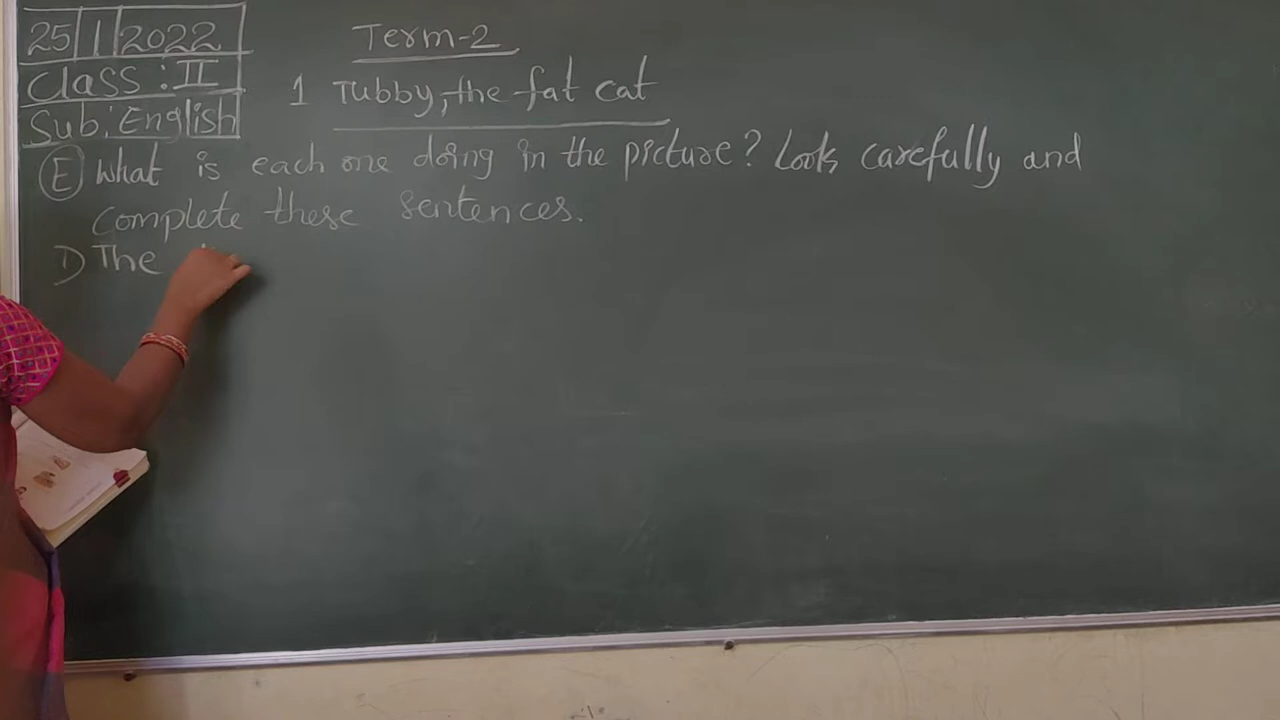 25/1/2022
Class : II
Sub: English
Term-2
1 Tubby, the fat cat
(E) What is each one doing in the picture? Look carefully and
complete these sentences.
1) The